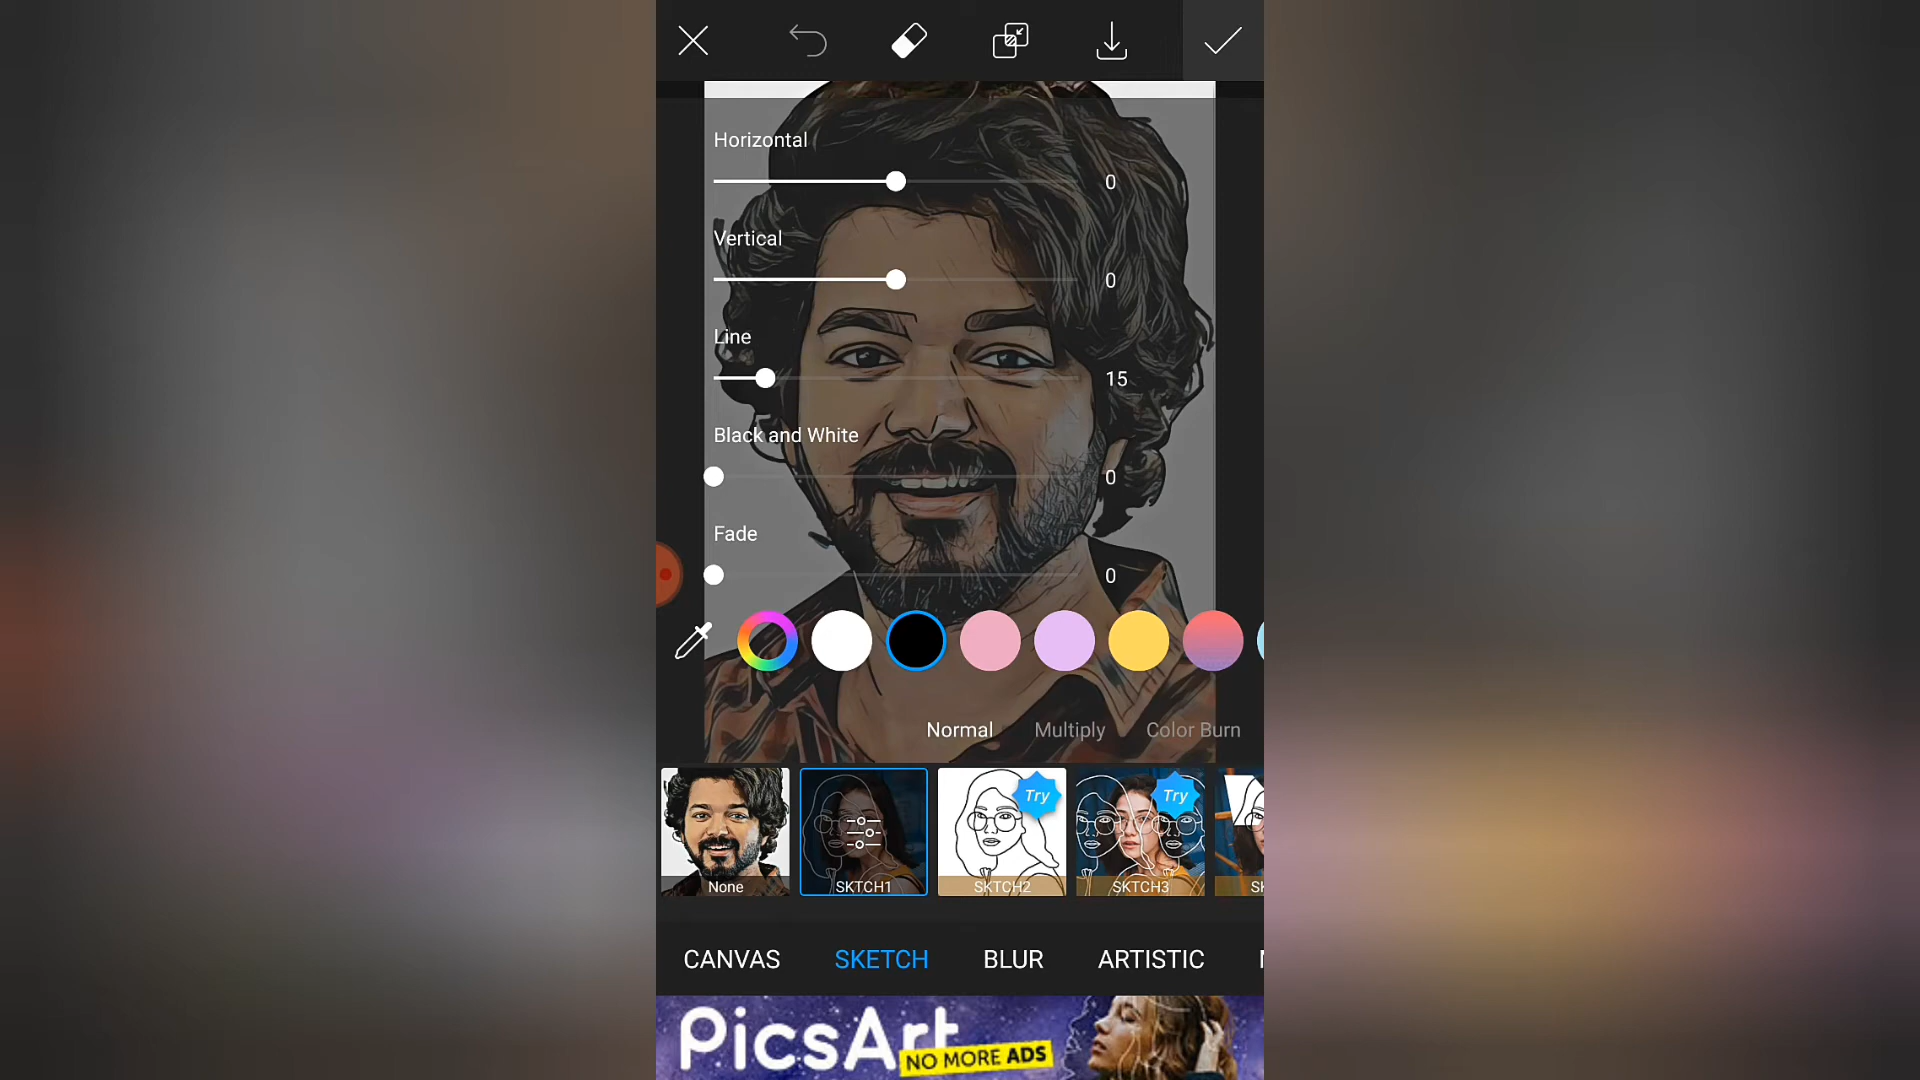 Horizontal
0
Vertical
0
Line
15
Black and White
0
Fade
0
Normal Multiply Color Burn
Try Try
None SKTCH1 SKTCH2 SKTCH3
CANVAS SKETCH BLUR ARTISTIC
PicsArt
NO MORE ADS